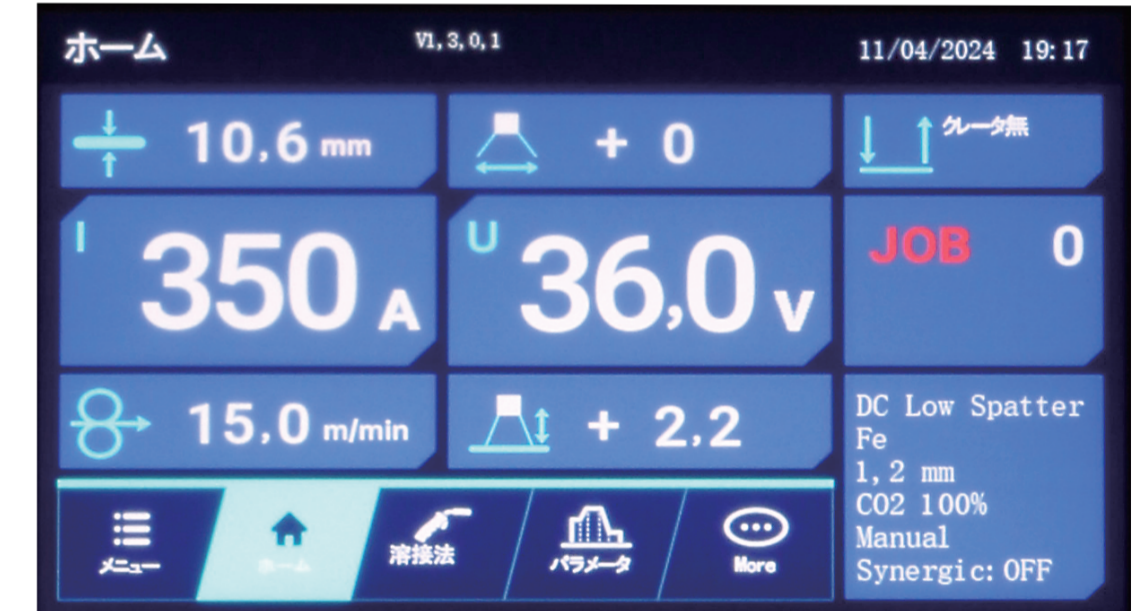 ホーム
V1,3,0,1
11/04/2024 19:17
10,6 mm
+ 0
クレータ無
I
350 A
U
36,0 V
JOB 0
15,0 m/min
+ 2,2
DC Low Spatter
Fe
1,2 mm
CO2 100%
Manual
Synergic: OFF
メニュー
ホーム
溶接法
パラメータ
More